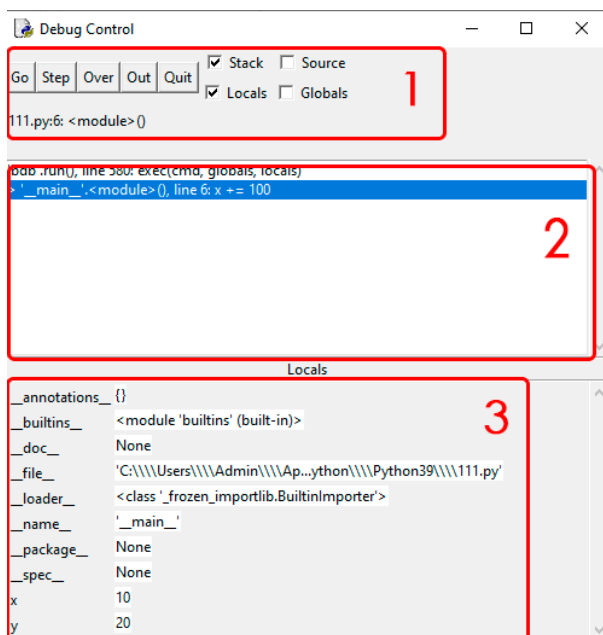 Debug Control
Go Step Over Out Quit Stack Source
Locals Globals
1
111.py:6: <module>()
'bdb'.run(), line 580: exec(cmd, globals, locals)
> '__main__'.<module>(), line 6: x += 100
2
Locals
3
__annotations__ {}
__builtins__ <module 'builtins' (built-in)>
__doc__ None
__file__ 'C:\\\\Users\\\\Admin\\\\Ap...ython\\\\Python39\\\\111.py'
__loader__ <class '_frozen_importlib.BuiltinImporter'>
__name__ '__main__'
__package__ None
__spec__ None
x 10
y 20